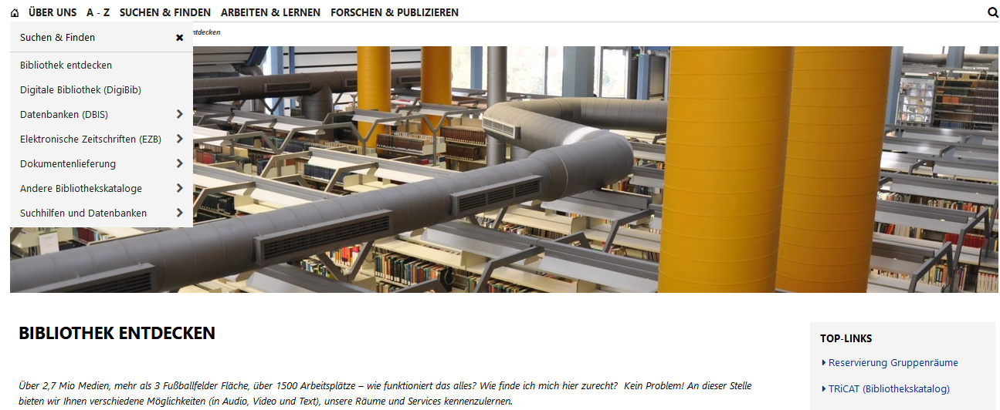 ÜBER UNS A - Z SUCHEN & FINDEN ARBEITEN & LERNEN FORSCHEN & PUBLIZIEREN
Suchen & Finden
Bibliothek entdecken
Digitale Bibliothek (DigiBib)
Datenbanken (DBIS)
Elektronische Zeitschriften (EZB)
Dokumentenlieferung
Andere Bibliothekskataloge
Suchhilfen und Datenbanken
BIBLIOTHEK ENTDECKEN
Über 2,7 Mio Medien, mehr als 3 Fußballfelder Fläche, über 1500 Arbeitsplätze – wie funktioniert das alles? Wie finde ich mich hier zurecht? Kein Problem! An dieser Stelle
bieten wir Ihnen verschiedene Möglichkeiten (in Audio, Video und Text), unsere Räume und Services kennenzulernen.
TOP-LINKS
Reservierung Gruppenräume
TRiCAT (Bibliothekskatalog)